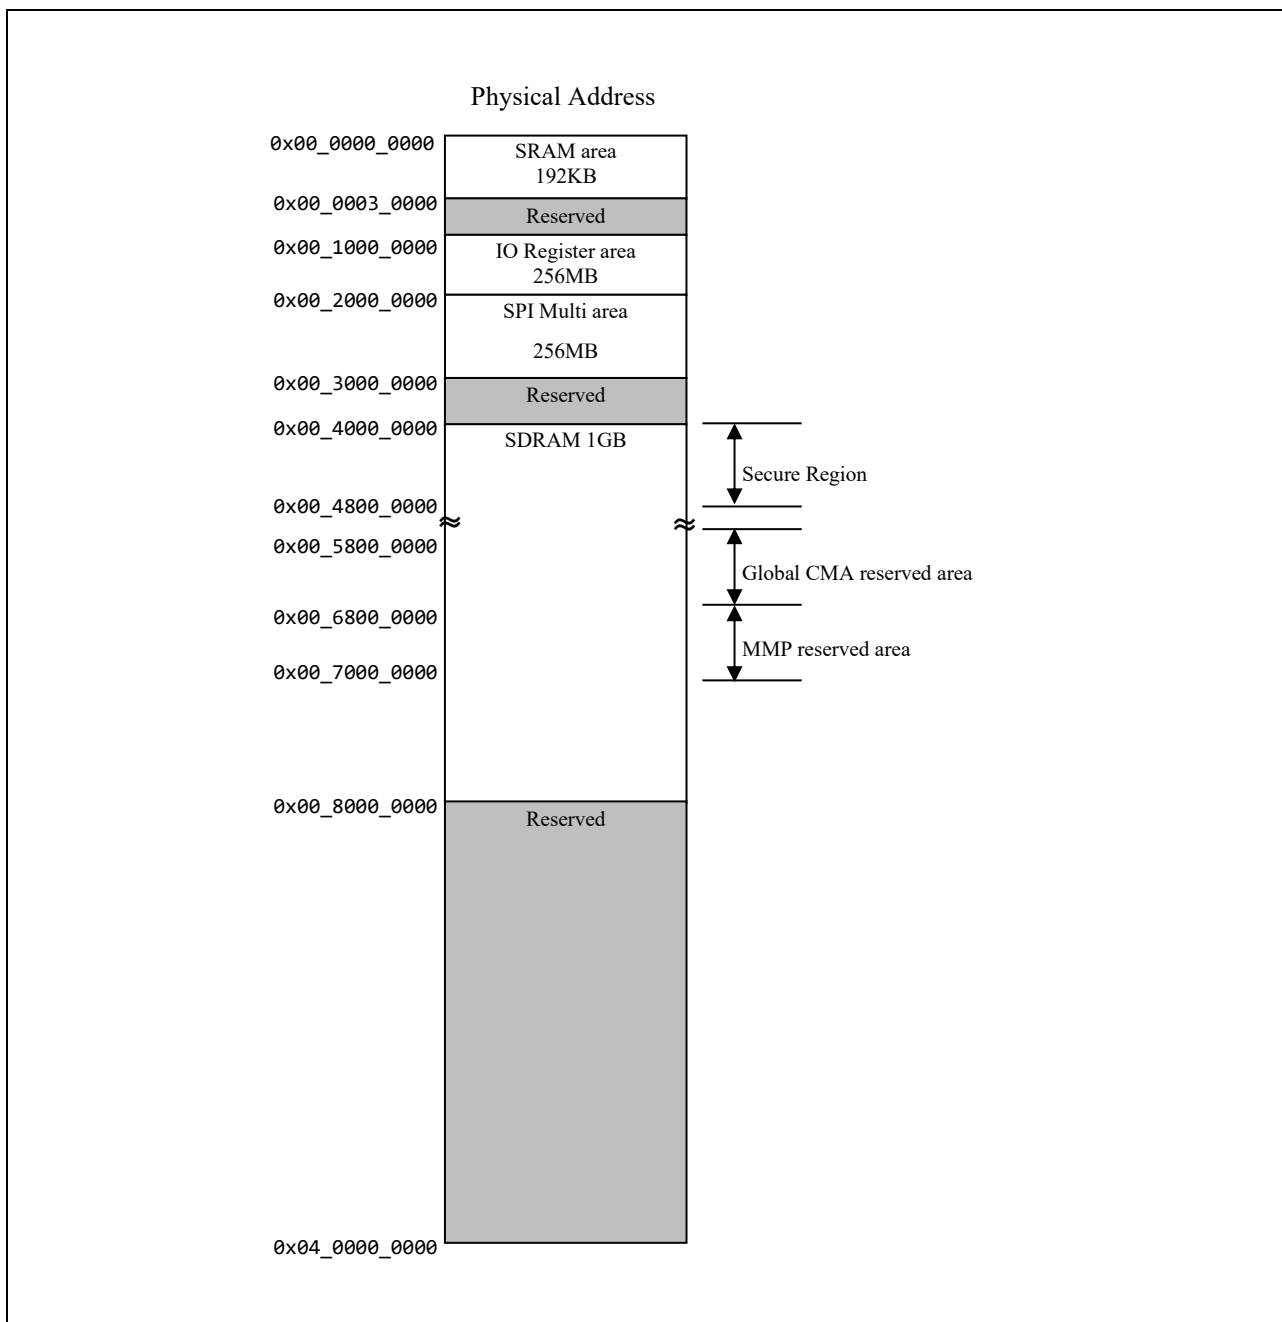 Physical Address
0x00_0000_0000
SRAM area
192KB
0x00_0003_0000
Reserved
0x00_1000_0000
IO Register area
256MB
0x00_2000_0000
SPI Multi area
256MB
0x00_3000_0000
Reserved
0x00_4000_0000
SDRAM 1GB
Secure Region
0x00_4800_0000
0x00_5800_0000
Global CMA reserved area
0x00_6800_0000
MMP reserved area
0x00_7000_0000
0x00_8000_0000
Reserved
0x04_0000_0000